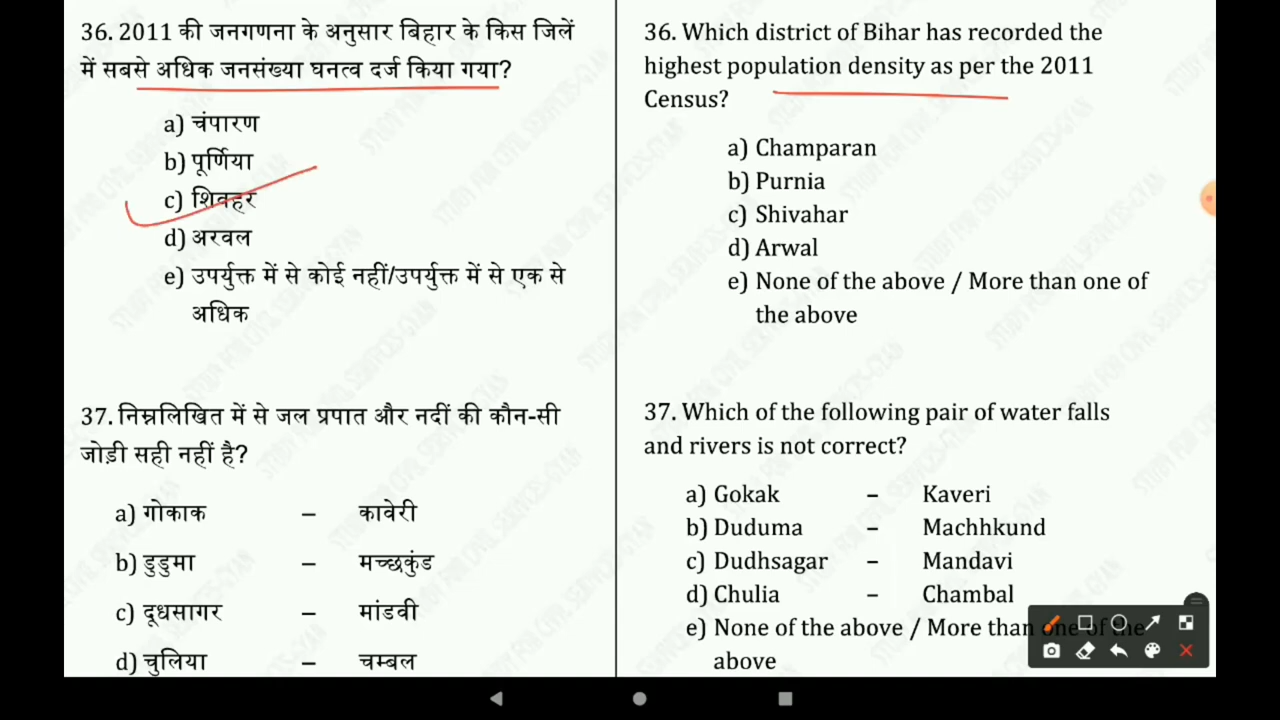 36. 2011 की जनगणना के अनुसार बिहार के किस जिलें
में सबसे अधिक जनसंख्या घनत्व दर्ज किया गया?
a) चंपारण
b) पूर्णिया
c) शिवहर
d) अरवल
e) उपर्युक्त में से कोई नहीं/उपर्युक्त में से एक से
अधिक
37. निम्नलिखित में से जल प्रपात और नदीं की कौन-सी
जोड़ी सही नहीं है?
a) गोकाक – कावेरी
b) डुडुमा – मच्छकुंड
c) दूधसागर – मांडवी
d) चुलिया – चम्बल
36. Which district of Bihar has recorded the
highest population density as per the 2011
Census?
a) Champaran
b) Purnia
c) Shivahar
d) Arwal
e) None of the above / More than one of
the above
37. Which of the following pair of water falls
and rivers is not correct?
a) Gokak – Kaveri
b) Duduma – Machhkund
c) Dudhsagar – Mandavi
d) Chulia – Chambal
e) None of the above / More than one of the
above